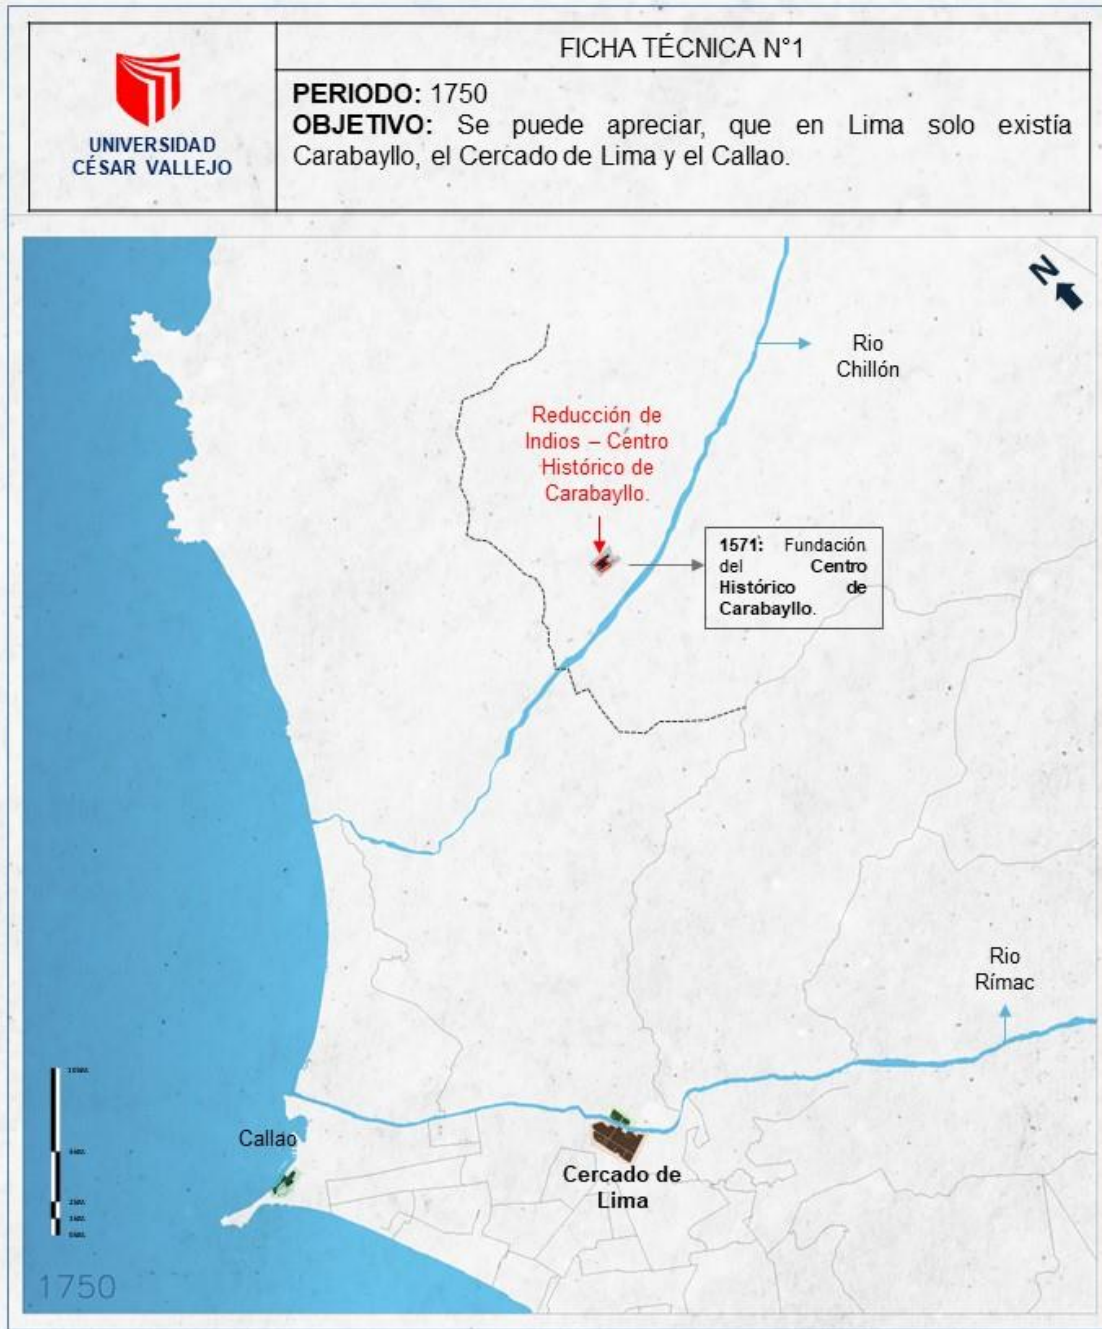 FICHA TÉCNICA N°1
UNIVERSIDAD
CÉSAR VALLEJO
PERIODO: 1750
OBJETIVO: Se puede apreciar, que en Lima solo existía
Carabayllo, el Cercado de Lima y el Callao.
N
Rio
Chillón
Reducción de
Indios – Centro
Histórico de
Carabayllo.
1571: Fundación
del Centro
Histórico de
Carabayllo.
Rio
Rímac
Callao
Cercado de
Lima
1750